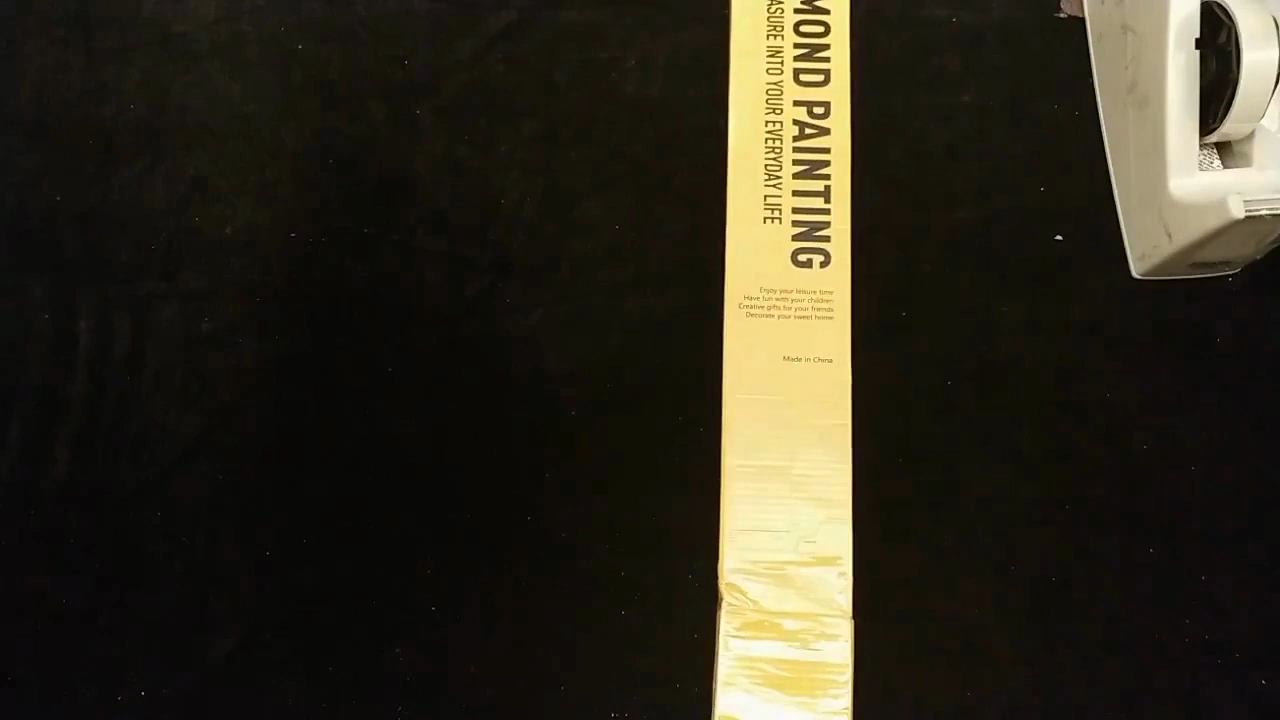 MOND PAINTING
ASURE INTO YOUR EVERYDAY LIFE
Enjoy your leisure time
Have fun with your children
Creative gifts for your friends
Decorate your sweet home
Made in China